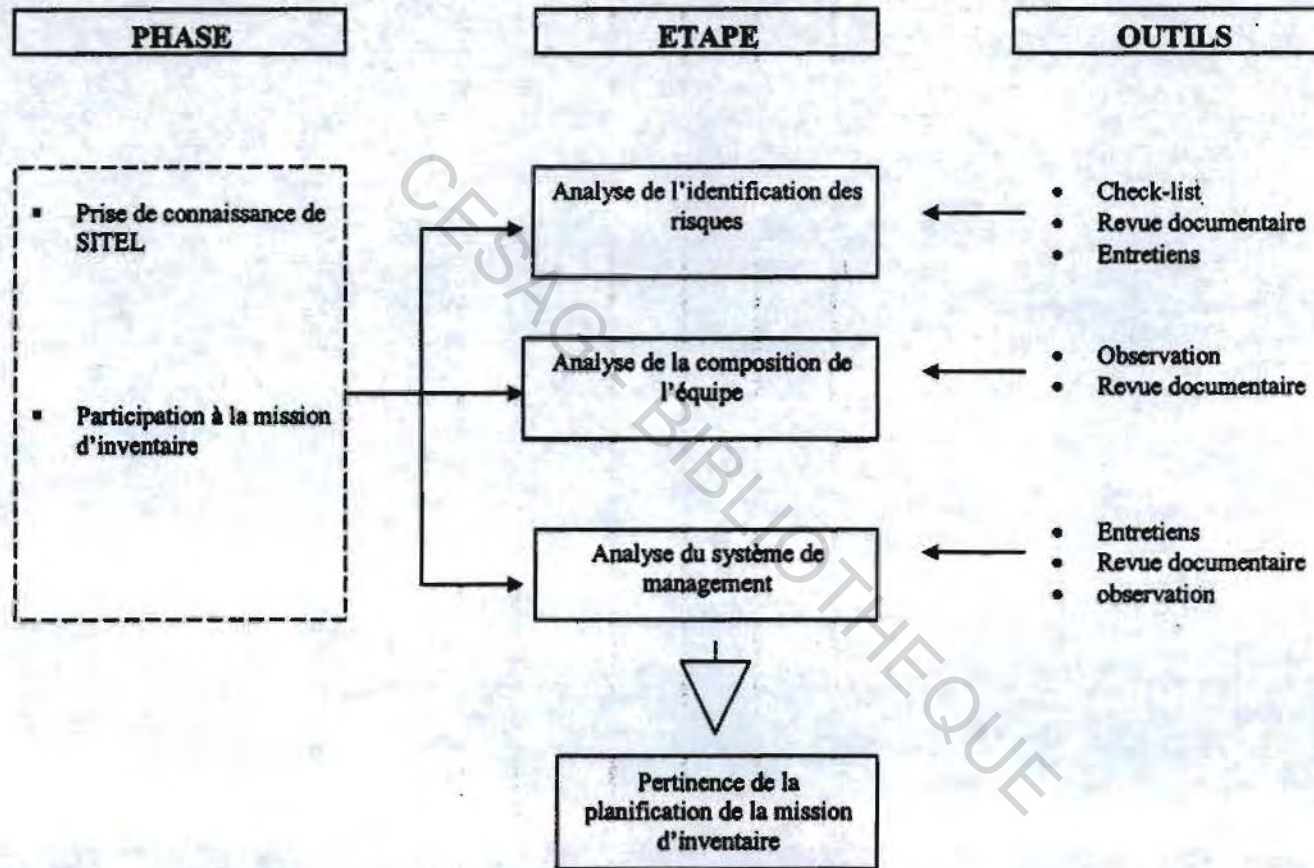 PHASE
ETAPE
OUTILS
▪ Prise de connaissance de
SITEL
▪ Participation à la mission
d'inventaire
Analyse de l'identification des
risques
Analyse de la composition de
l'équipe
Analyse du système de
management
Pertinence de la
planification de la mission
d'inventaire
• Check-list
• Revue documentaire
• Entretiens
• Observation
• Revue documentaire
• Entretiens
• Revue documentaire
• observation
CESAG - BIBLIOTHEQUE